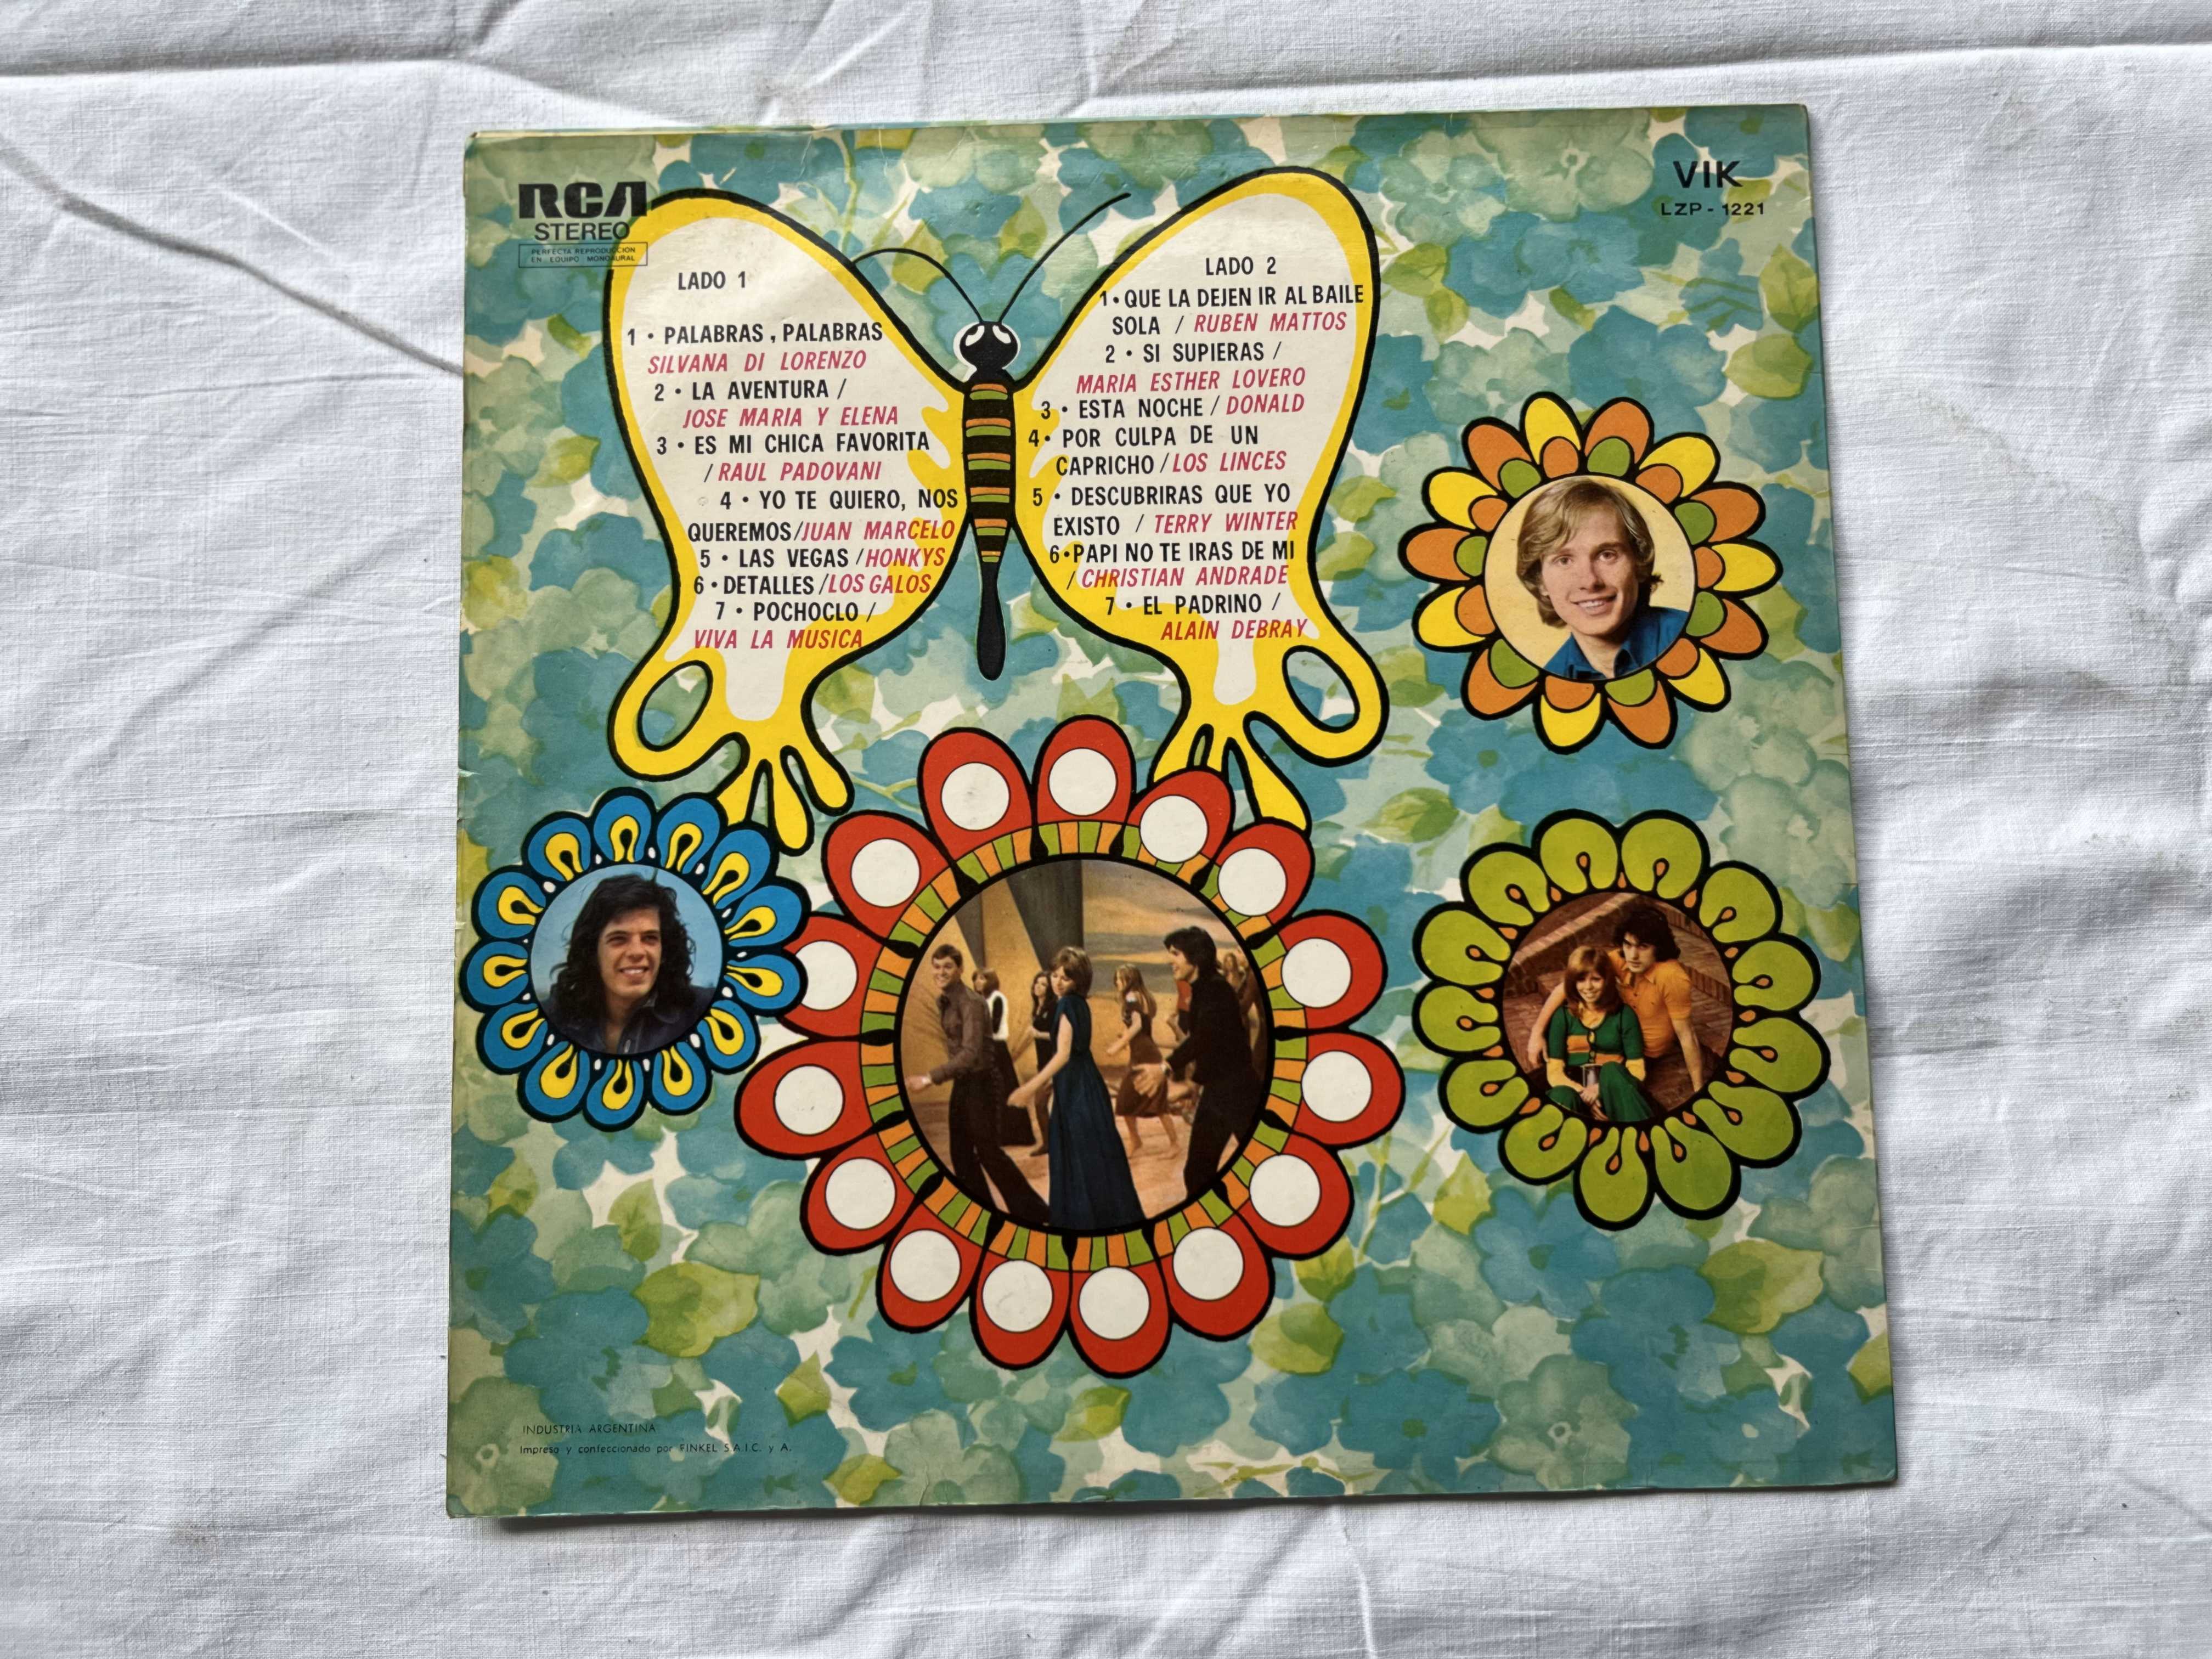 RCA
STEREO
PERFECTA REPRODUCCION
EN EQUIPO MONOAURAL
VIK
LZP - 1221
LADO 1
1 • PALABRAS , PALABRAS
SILVANA DI LORENZO
2 • LA AVENTURA /
JOSE MARIA Y ELENA
3 • ES MI CHICA FAVORITA
/ RAUL PADOVANI
4 • YO TE QUIERO, NOS
QUEREMOS/JUAN MARCELO
5 • LAS VEGAS / HONKYS
6 • DETALLES / LOS GALOS
7 • POCHOCLO /
VIVA LA MUSICA
LADO 2
1 • QUE LA DEJEN IR AL BAILE
SOLA / RUBEN MATTOS
2 • SI SUPIERAS /
MARIA ESTHER LOVERO
3 • ESTA NOCHE / DONALD
4 • POR CULPA DE UN
CAPRICHO / LOS LINCES
5 • DESCUBRIRAS QUE YO
EXISTO / TERRY WINTER
6 • PAPI NO TE IRAS DE MI
/ CHRISTIAN ANDRADE
7 • EL PADRINO /
ALAIN DEBRAY
INDUSTRIA ARGENTINA
Impreso y confeccionado por FINKEL S.A.I.C. y A.